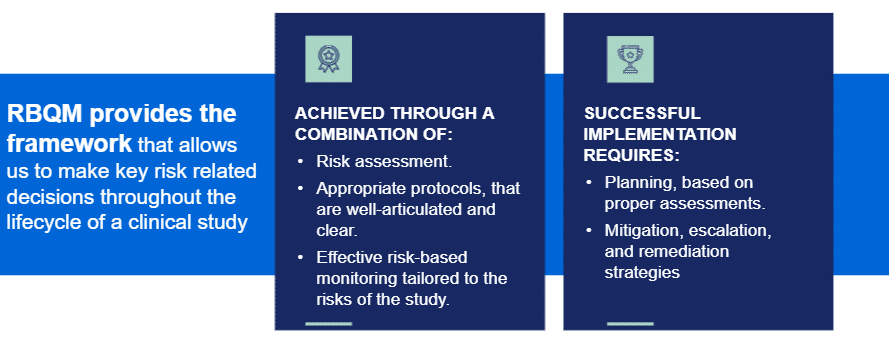 RBQM provides the
framework that allows
us to make key risk related
decisions throughout the
lifecycle of a clinical study
ACHIEVED THROUGH A
COMBINATION OF:
• Risk assessment.
• Appropriate protocols, that
are well-articulated and
clear.
• Effective risk-based
monitoring tailored to the
risks of the study.
SUCCESSFUL
IMPLEMENTATION
REQUIRES:
• Planning, based on
proper assessments.
• Mitigation, escalation,
and remediation
strategies